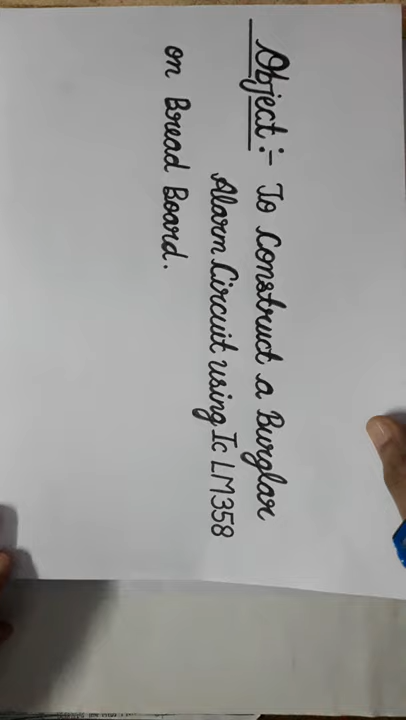 Object:- To Construct a Burglar
Alarm Circuit using Ic LM358
on Bread Board.